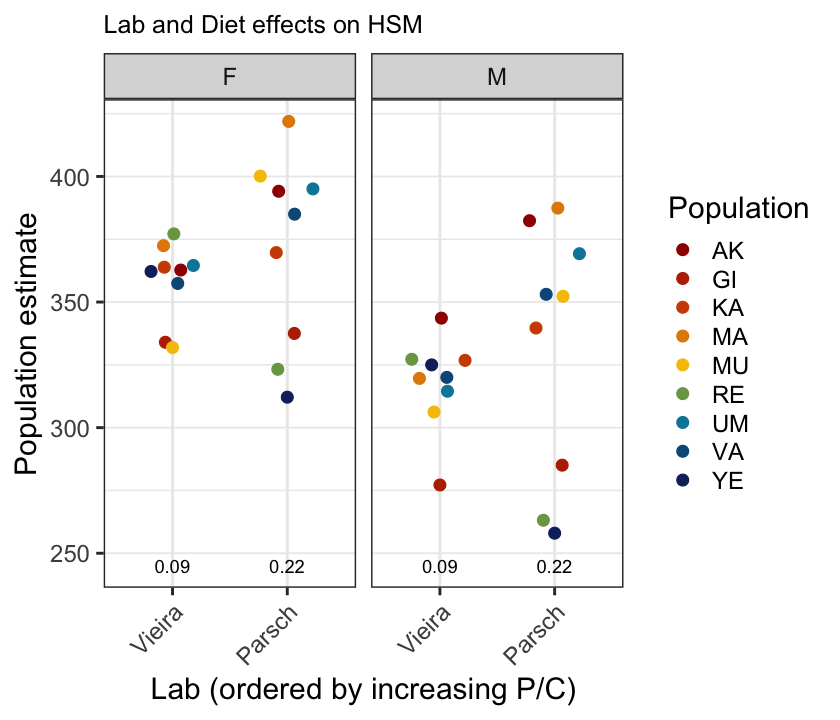 Lab and Diet effects on HSM
F
M
Population estimate
400
350
300
250
0.09
0.22
0.09
0.22
Vieira
Parsch
Vieira
Parsch
Lab (ordered by increasing P/C)
Population
AK
GI
KA
MA
MU
RE
UM
VA
YE